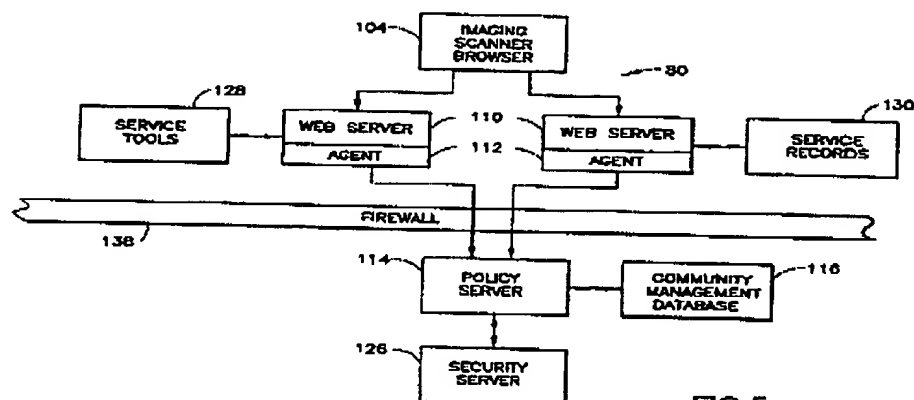 104
IMAGING
SCANNER
BROWSER
80
128
130
SERVICE
TOOLS
WEB SERVER
AGENT
110
112
WEB SERVER
AGENT
SERVICE
RECORDS
FIREWALL
138
114
POLICY
SERVER
COMMUNITY
MANAGEMENT
DATABASE
116
126
SECURITY
SERVER